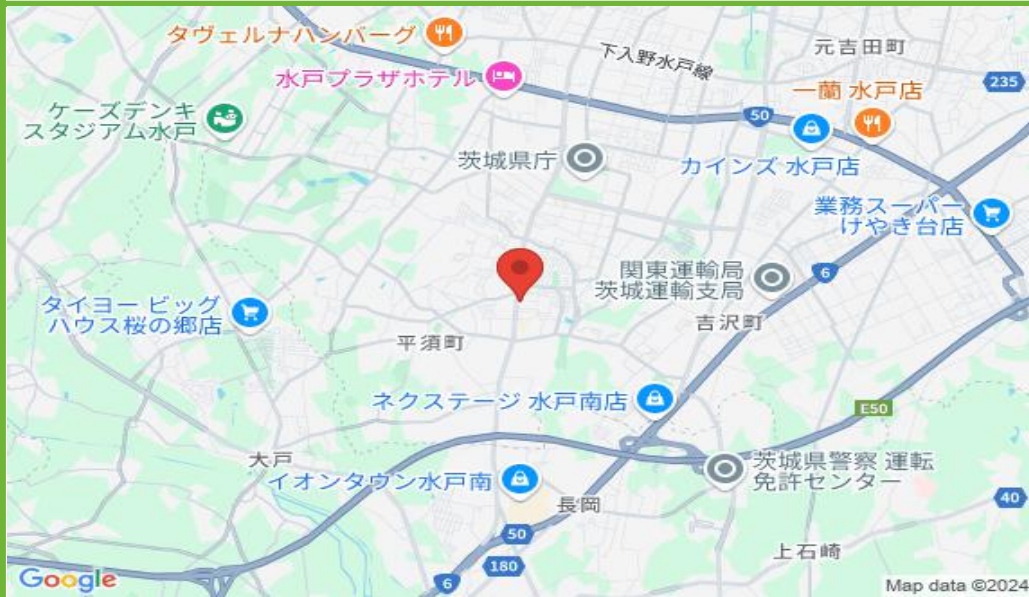 タヴェルナハンバーグ
下入野水戸線
元吉田町
水戸プラザホテル
235
一蘭 水戸店
ケーズデンキ
スタジアム水戸
50
茨城県庁
カインズ 水戸店
業務スーパー
けやき台店
関東運輸局
茨城運輸支局
6
タイヨー ビッグ
ハウス桜の郷店
吉沢町
平須町
ネクステージ 水戸南店
E50
大戸
茨城県警察 運転
免許センター
イオンタウン水戸南
長岡
40
50
上石崎
180
6
Google
Map data ©2024